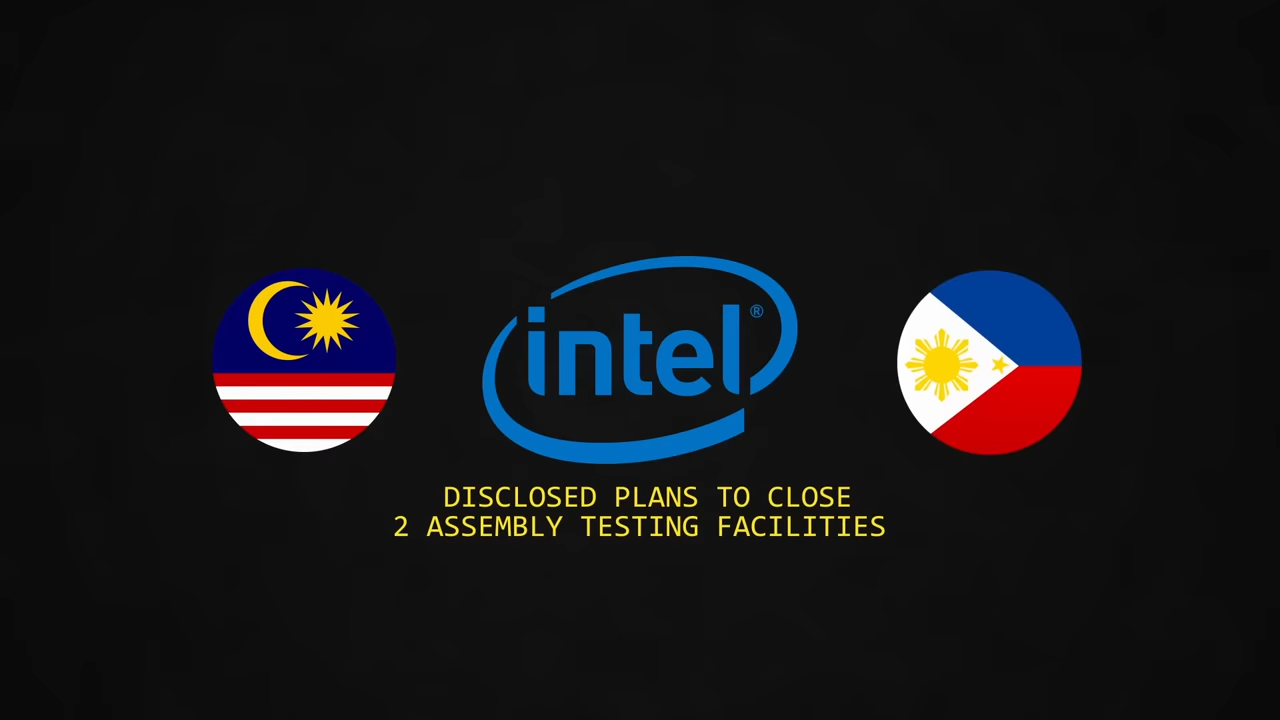 intel®
DISCLOSED PLANS TO CLOSE
2 ASSEMBLY TESTING FACILITIES